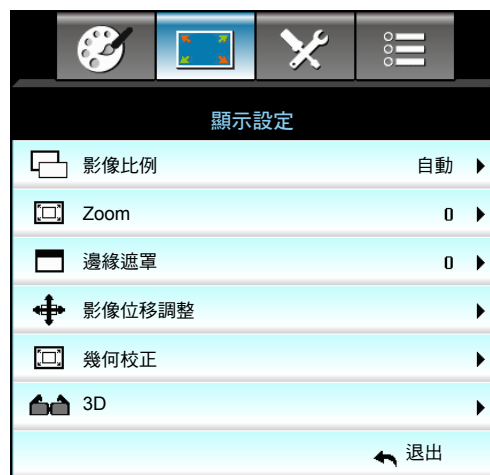 顯示設定
影像比例 自動
Zoom 0
邊緣遮罩 0
影像位移調整
幾何校正
3D
退出